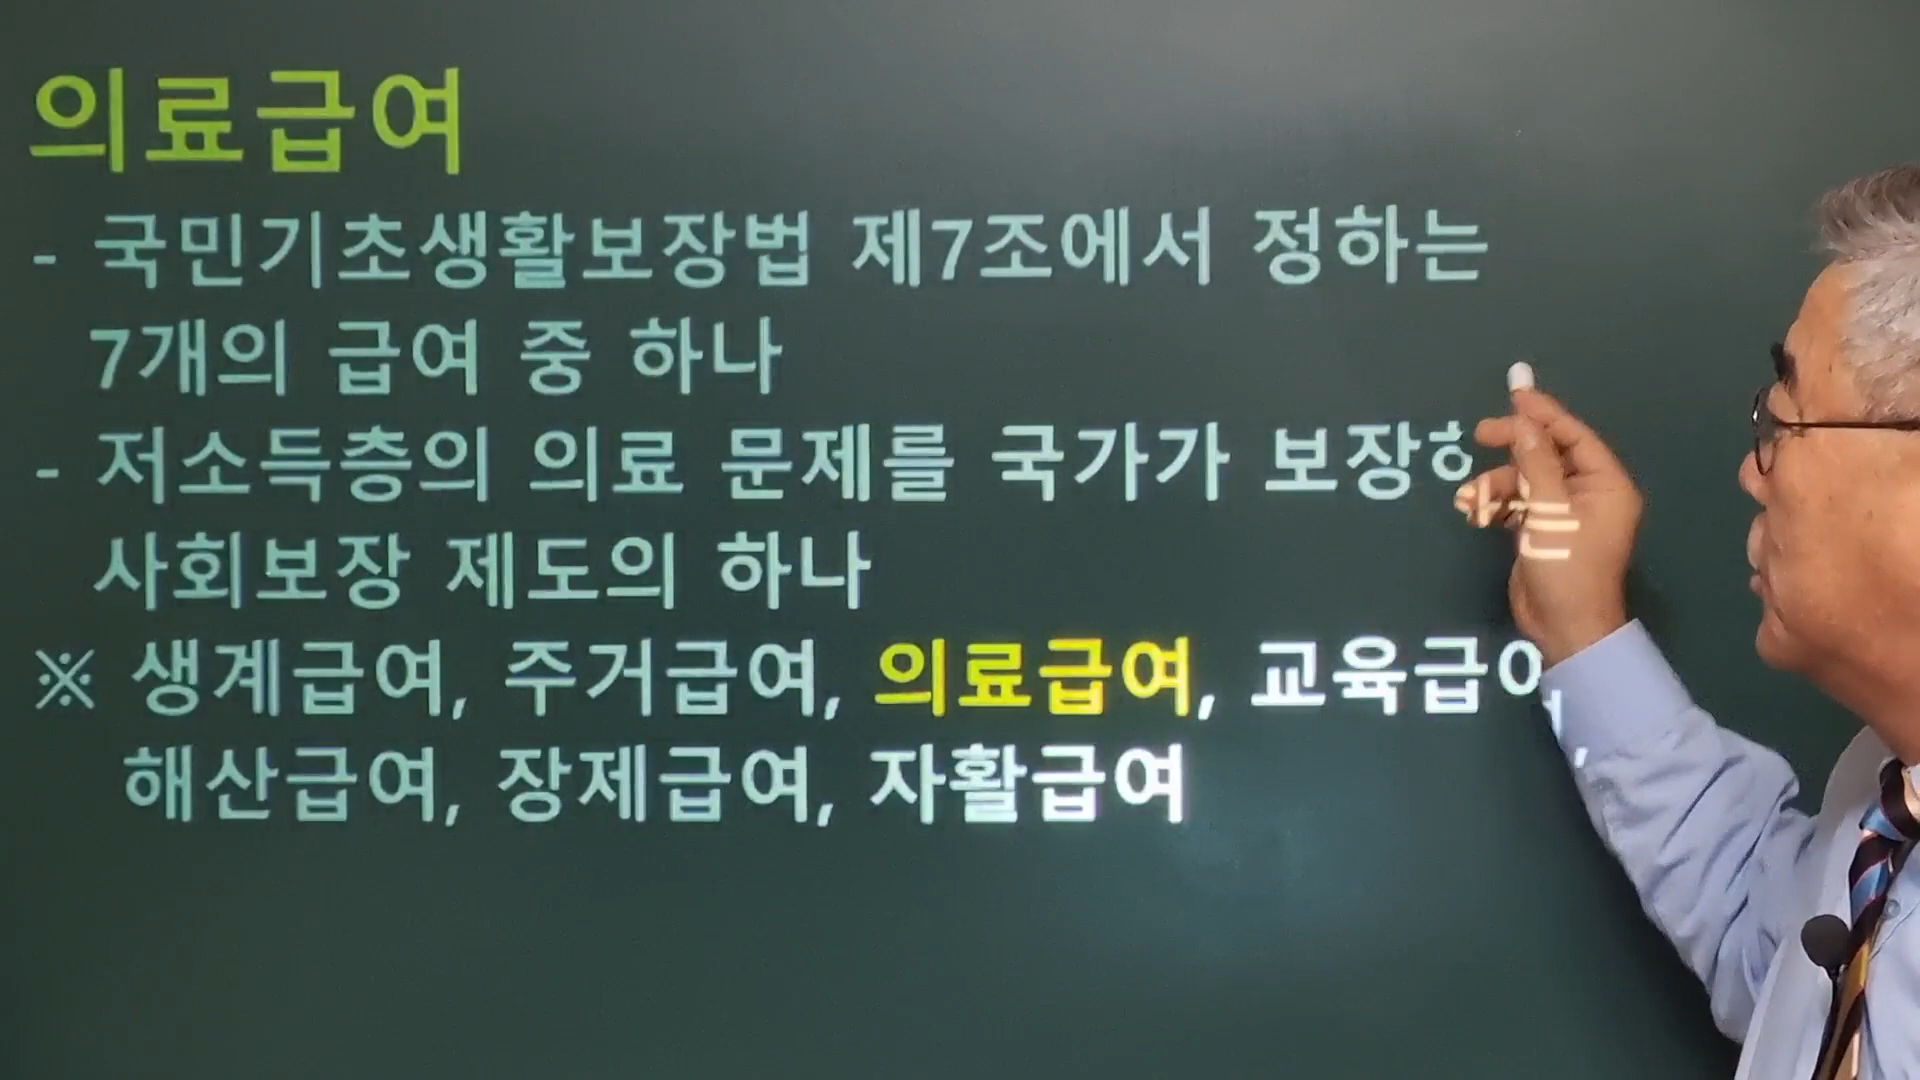 의료급여
- 국민기초생활보장법 제7조에서 정하는
7개의 급여 중 하나
- 저소득층의 의료 문제를 국가가 보장하는
사회보장 제도의 하나
※ 생계급여, 주거급여, 의료급여, 교육급여,
해산급여, 장제급여, 자활급여